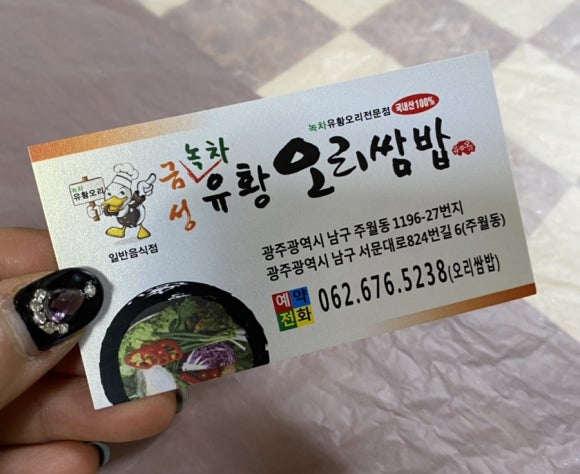 녹차유황오리전문점 국내산100%
금성 녹차 유황 오리쌈밥
녹차
유황오리
일반음식점
광주광역시 남구 주월동 1196-27번지
광주광역시 남구 서문대로824번길 6(주월동)
예약
전화
062.676.5238(오리쌈밥)